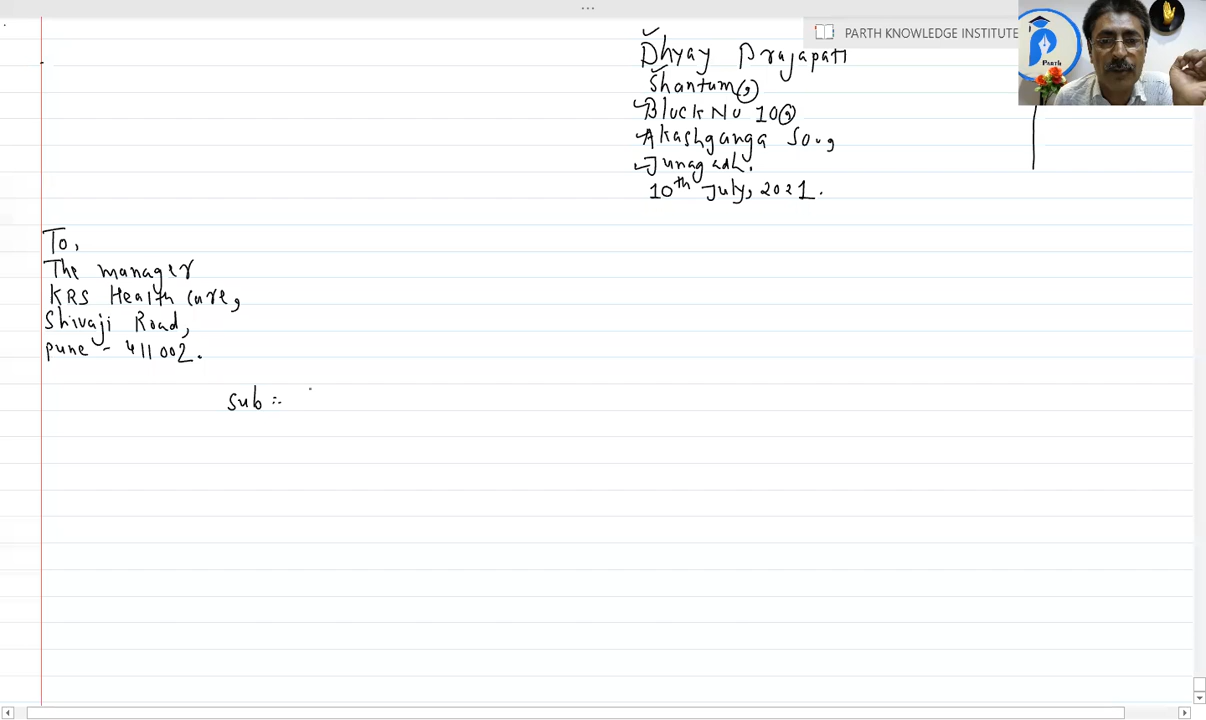 PARTH KNOWLEDGE INSTITUTE
Parth
Dhyay Prajapati
Shantum,
Block No 10,
Akashganga Soc,
Junagadh.
10th July, 2021.
To,
The manager
KRS Health Care,
Shivaji Road,
pune - 411002.
Sub :-